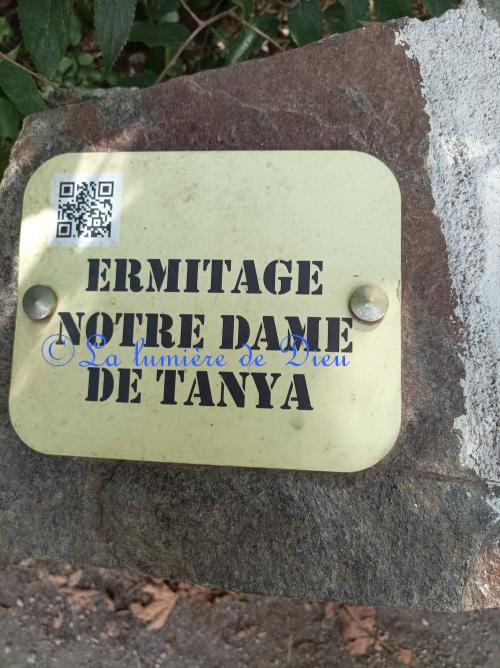 ERMITAGE
NOTRE DAME
© La lumière de Dieu
DE TANYA